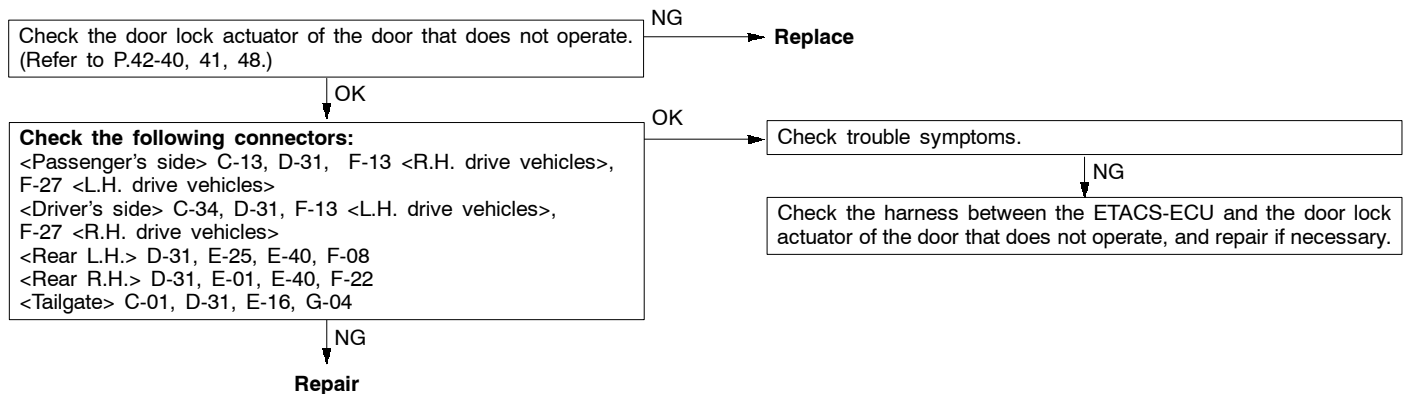 Check the door lock actuator of the door that does not operate.
(Refer to P.42-40, 41, 48.)
NG
Replace
OK
Check the following connectors:
<Passenger's side> C-13, D-31, F-13 <R.H. drive vehicles>,
F-27 <L.H. drive vehicles>
<Driver's side> C-34, D-31, F-13 <L.H. drive vehicles>,
F-27 <R.H. drive vehicles>
<Rear L.H.> D-31, E-25, E-40, F-08
<Rear R.H.> D-31, E-01, E-40, F-22
<Tailgate> C-01, D-31, E-16, G-04
OK
Check trouble symptoms.
NG
Check the harness between the ETACS-ECU and the door lock
actuator of the door that does not operate, and repair if necessary.
NG
Repair